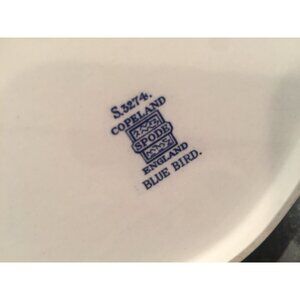 S.3274.
COPELAND
SPODE
ENGLAND
BLUE BIRD.